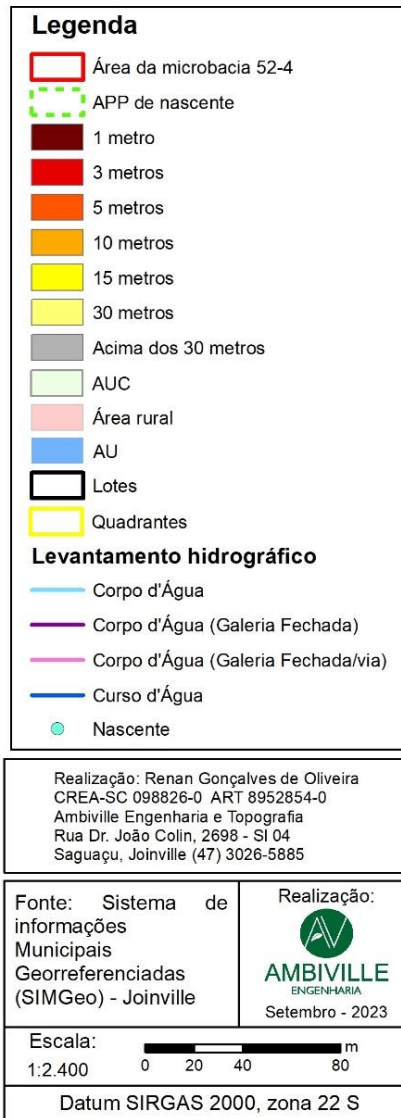 Legenda
Área da microbacia 52-4
APP de nascente
1 metro
3 metros
5 metros
10 metros
15 metros
30 metros
Acima dos 30 metros
AUC
Área rural
AU
Lotes
Quadrantes
Levantamento hidrográfico
Corpo d'Água
Corpo d'Água (Galeria Fechada)
Corpo d'Água (Galeria Fechada/via)
Curso d'Água
Nascente
Realização: Renan Gonçalves de Oliveira
CREA-SC 098826-0 ART 8952854-0
Ambiville Engenharia e Topografia
Rua Dr. João Colin, 2698 - Sl 04
Saguaçu, Joinville (47) 3026-5885
Fonte: Sistema de
informações
Municipais
Georreferenciadas
(SIMGeo) - Joinville
Realização:
AMBIVILLE
ENGENHARIA
Setembro - 2023
Escala:
1:2.400
m
0 20 40 80
Datum SIRGAS 2000, zona 22 S